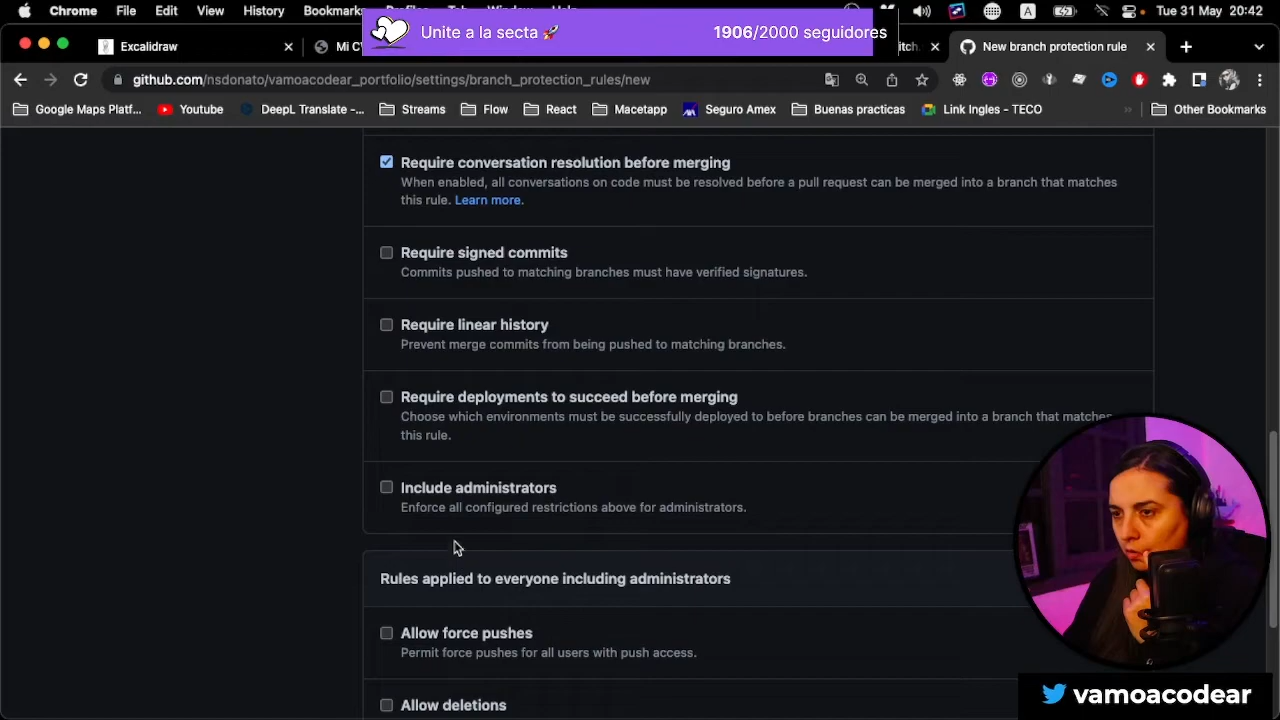 Chrome File Edit View History Bookmarks Tue 31 May 20:42
Unite a la secta 🚀 1906/2000 seguidores
Excalidraw Mi CV New branch protection rule
github.com/nsdonato/vamoacodear_portfolio/settings/branch_protection_rules/new
Google Maps Platf... Youtube DeepL Translate -... Streams Flow React Macetapp Seguro Amex Buenas practicas Link Ingles - TECO » Other Bookmarks
Require conversation resolution before merging
When enabled, all conversations on code must be resolved before a pull request can be merged into a branch that matches
this rule. Learn more.
Require signed commits
Commits pushed to matching branches must have verified signatures.
Require linear history
Prevent merge commits from being pushed to matching branches.
Require deployments to succeed before merging
Choose which environments must be successfully deployed to before branches can be merged into a branch that matches
this rule.
Include administrators
Enforce all configured restrictions above for administrators.
Rules applied to everyone including administrators
Allow force pushes
Permit force pushes for all users with push access.
Allow deletions
vamoacodear